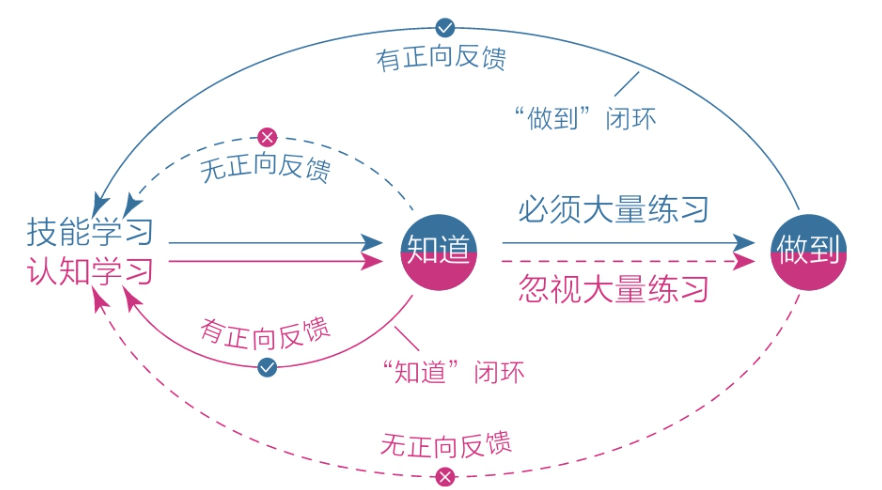 有正向反馈
“做到”闭环
无正向反馈
技能学习
认知学习
知道
必须大量练习
忽视大量练习
做到
有正向反馈
“知道”闭环
无正向反馈